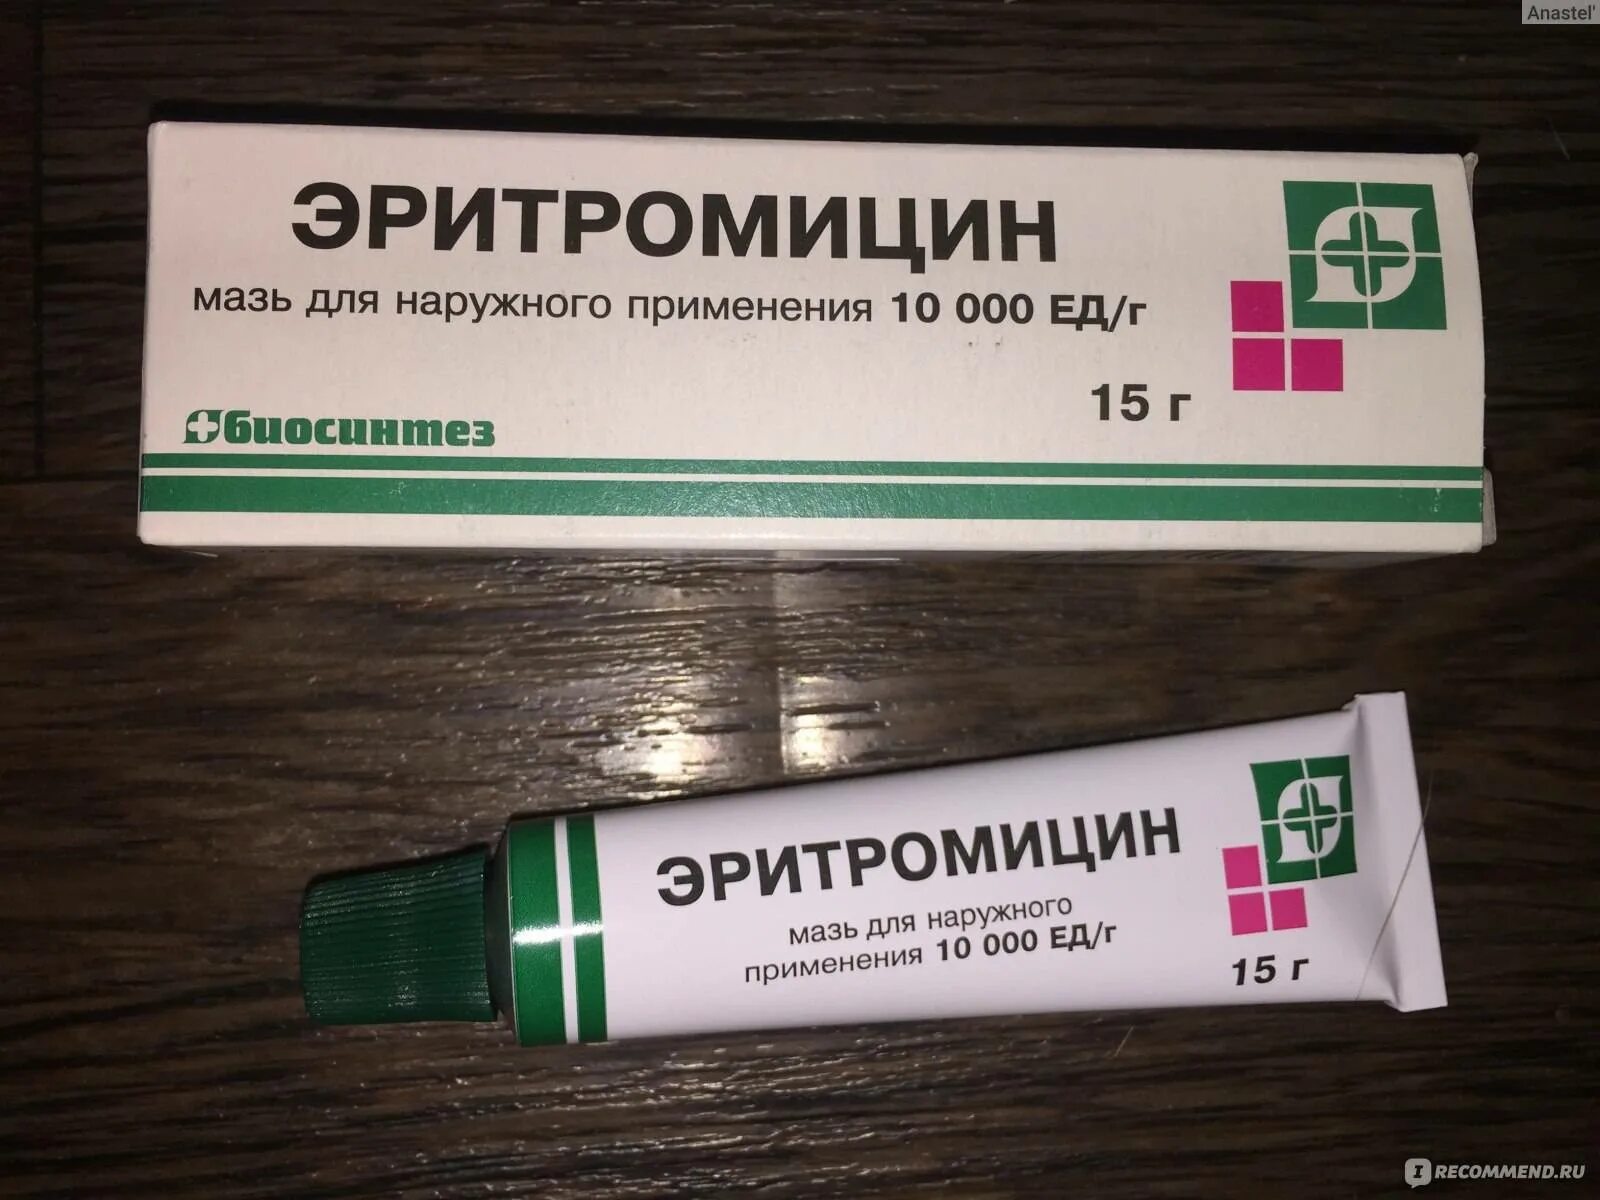 Anastel'
ЭРИТРОМИЦИН
мазь для наружного применения 10 000 ЕД/г
15 г
биосинтез
ЭРИТРОМИЦИН
мазь для наружного
применения 10 000 ЕД/г
15 г
IRECOMMEND.RU